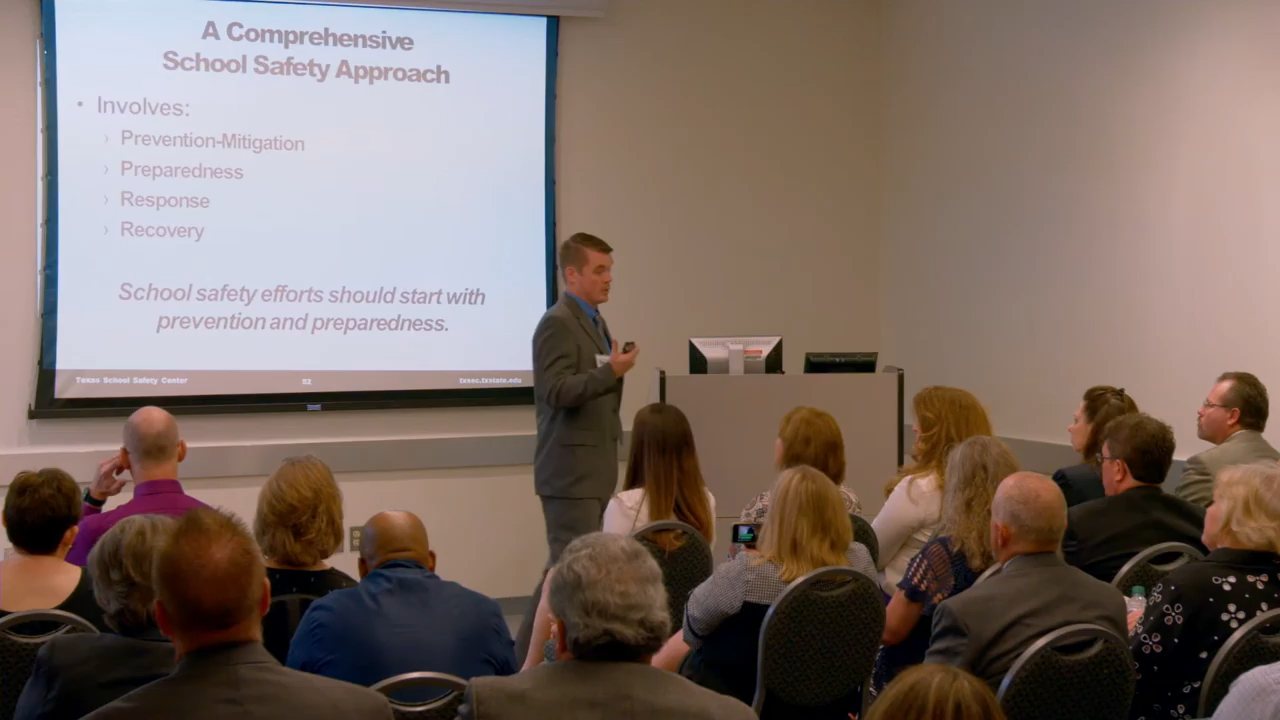 A Comprehensive
School Safety Approach
• Involves:
› Prevention-Mitigation
› Preparedness
› Response
› Recovery
School safety efforts should start with
prevention and preparedness.
Texas School Safety Center
txssc.txstate.edu